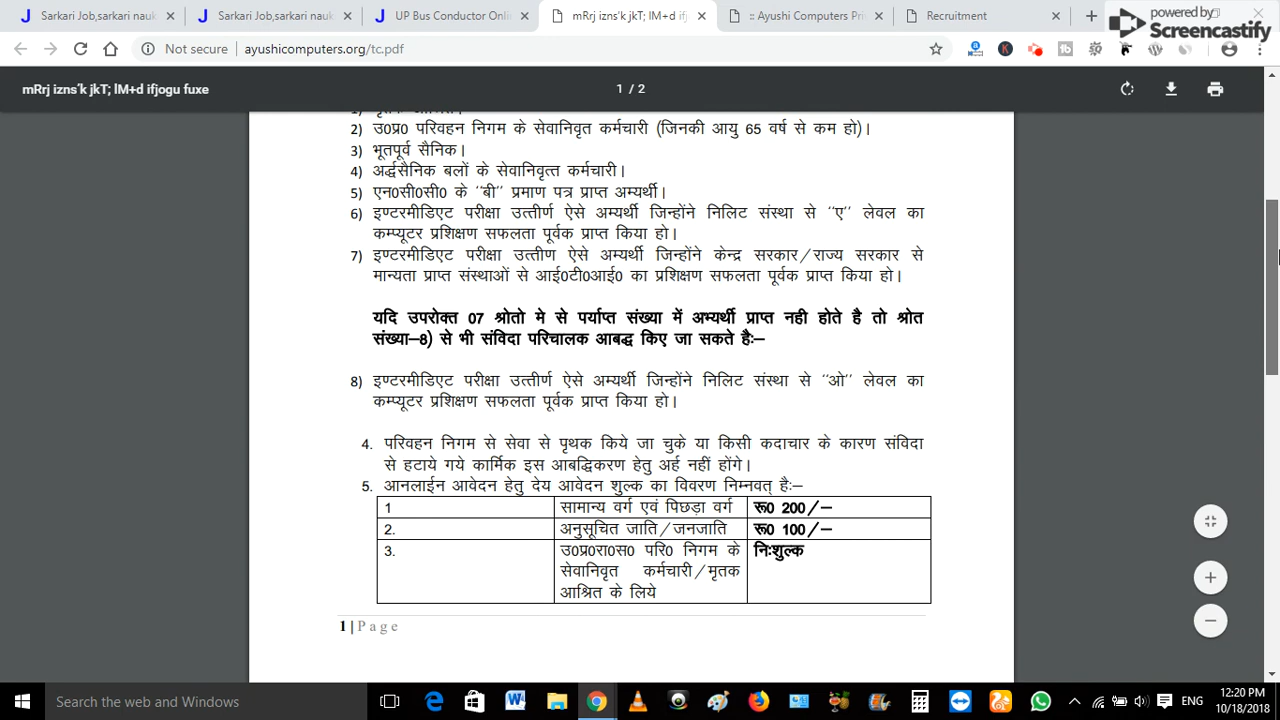 Sarkari Job,sarkari nauk
Sarkari Job,sarkari nauk
UP Bus Conductor Onlin
mRrj izns'k jkT; lM+d ifj
:: Ayushi Computers Pri
Recruitment
powered by
Screencastify
Not secure | ayushicomputers.org/tc.pdf
mRrj izns'k jkT; lM+d ifjogu fuxe
1 / 2
2) उ0प्र0 परिवहन निगम के सेवानिवृत कर्मचारी (जिनकी आयु 65 वर्ष से कम हो)।
3) भूतपूर्व सैनिक।
4) अर्द्धसैनिक बलों के सेवानिवृत्त कर्मचारी।
5) एन0सी0सी0 के ''बी'' प्रमाण पत्र प्राप्त अभ्यर्थी।
6) इण्टरमीडिएट परीक्षा उत्तीर्ण ऐसे अभ्यर्थी जिन्होंने निलिट संस्था से ''ए'' लेवल का
कम्प्यूटर प्रशिक्षण सफलता पूर्वक प्राप्त किया हो।
7) इण्टरमीडिएट परीक्षा उत्तीण ऐसे अभ्यर्थी जिन्होंने केन्द्र सरकार/राज्य सरकार से
मान्यता प्राप्त संस्थाओं से आई0टी0आई0 का प्रशिक्षण सफलता पूर्वक प्राप्त किया हो।
यदि उपरोक्त 07 श्रोतो मे से पर्याप्त संख्या में अभ्यर्थी प्राप्त नही होते है तो श्रोत
संख्या–8) से भी संविदा परिचालक आबद्ध किए जा सकते हैः–
8) इण्टरमीडिएट परीक्षा उत्तीर्ण ऐसे अभ्यर्थी जिन्होंने निलिट संस्था से ''ओ'' लेवल का
कम्प्यूटर प्रशिक्षण सफलता पूर्वक प्राप्त किया हो।
4. परिवहन निगम से सेवा से पृथक किये जा चुके या किसी कदाचार के कारण संविदा
से हटाये गये कार्मिक इस आबद्धिकरण हेतु अर्ह नहीं होंगे।
5. आनलाईन आवेदन हेतु देय आवेदन शुल्क का विवरण निम्नवत् हैः–
1 सामान्य वर्ग एवं पिछड़ा वर्ग रू0 200/–
2. अनुसूचित जाति/जनजाति रू0 100/–
3. उ0प्र0रा0स0 परि0 निगम के निःशुल्क
सेवानिवृत कर्मचारी/मृतक
आश्रित के लिये
1 | Page
Search the web and Windows
ENG
12:20 PM
10/18/2018